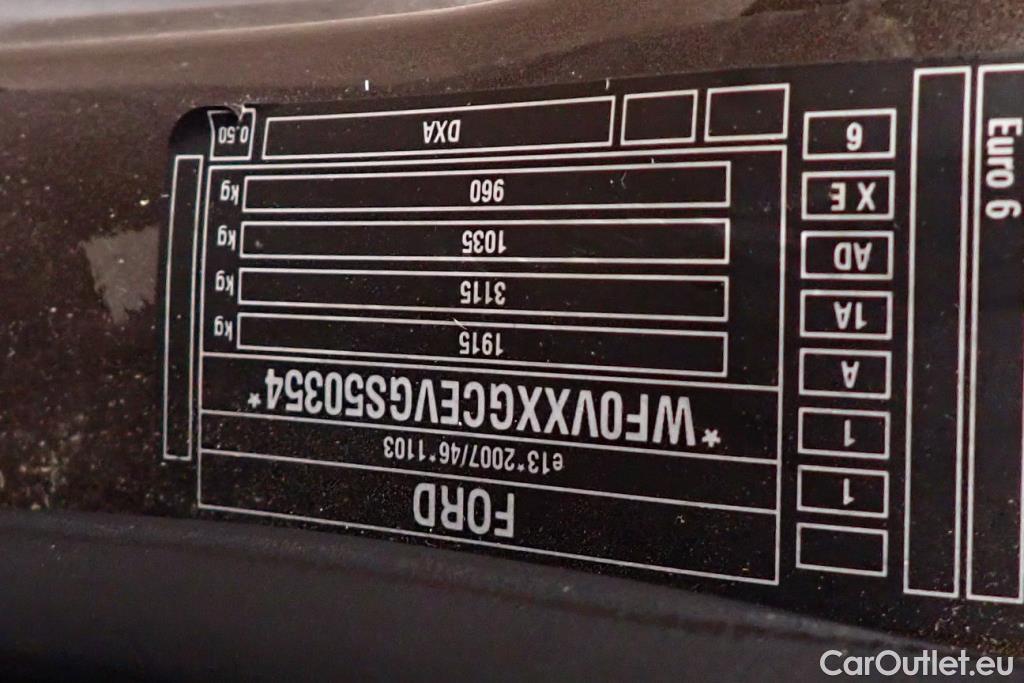 FORD
e13*2007/46*1103
*WF0VXXGCEVGS50354*
1915 kg
3115 kg
1035 kg
960 kg
DXA
0.50
1
1
A
1A
AD
X E
6
Euro 6
CarOutlet.eu